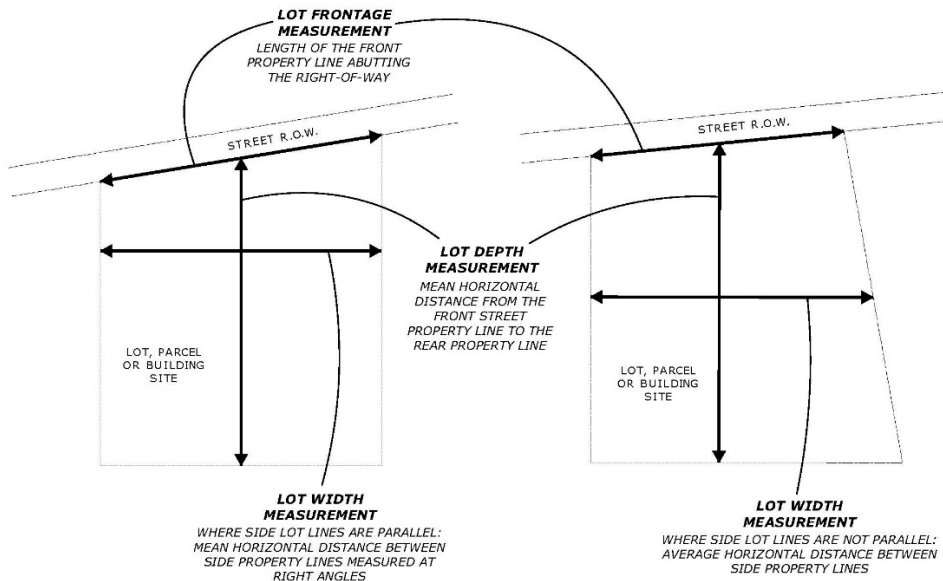 LOT FRONTAGE
MEASUREMENT
LENGTH OF THE FRONT
PROPERTY LINE ABUTTING
THE RIGHT-OF-WAY
STREET R.O.W.
STREET R.O.W.
LOT DEPTH
MEASUREMENT
MEAN HORIZONTAL
DISTANCE FROM THE
FRONT STREET
PROPERTY LINE TO THE
REAR PROPERTY LINE
LOT, PARCEL
OR BUILDING
SITE
LOT, PARCEL
OR BUILDING
SITE
LOT WIDTH
MEASUREMENT
WHERE SIDE LOT LINES ARE PARALLEL:
MEAN HORIZONTAL DISTANCE BETWEEN
SIDE PROPERTY LINES MEASURED AT
RIGHT ANGLES
LOT WIDTH
MEASUREMENT
WHERE SIDE LOT LINES ARE NOT PARALLEL:
AVERAGE HORIZONTAL DISTANCE BETWEEN
SIDE PROPERTY LINES